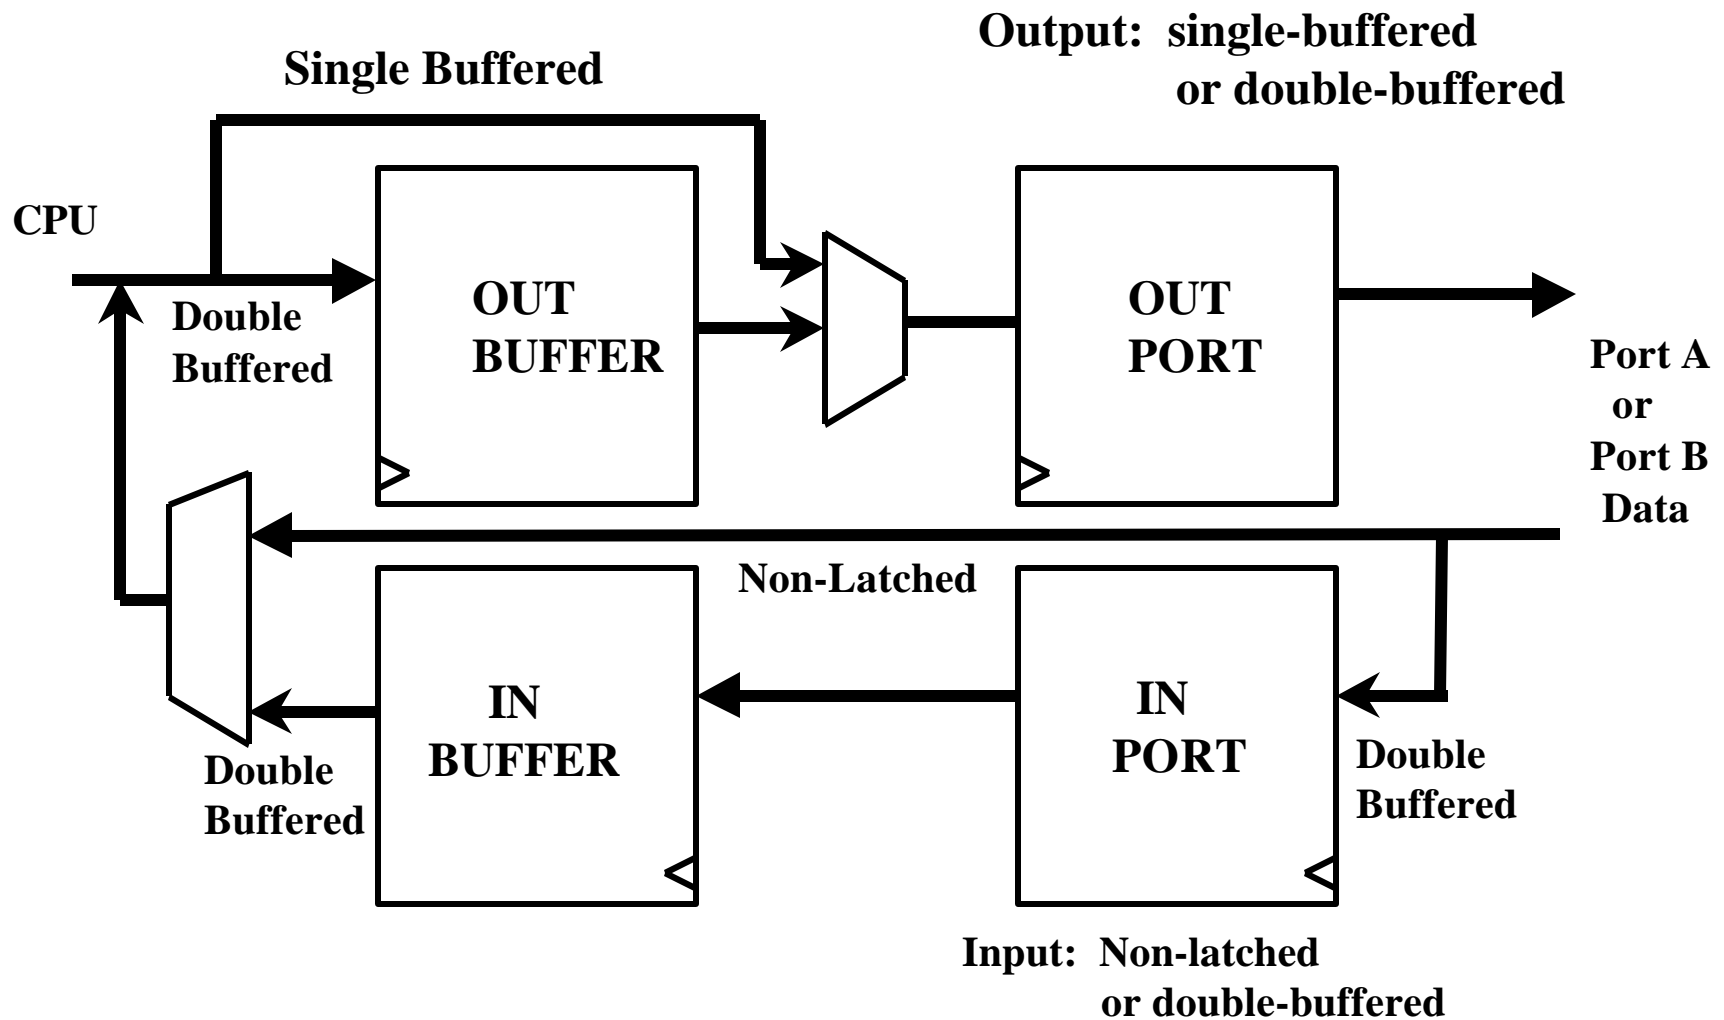 Output: single-buffered
or double-buffered
Single Buffered
CPU
Double
Buffered
OUT
BUFFER
OUT
PORT
Port A
or
Port B
Data
Non-Latched
IN
BUFFER
IN
PORT
Double
Buffered
Double
Buffered
Input: Non-latched
or double-buffered